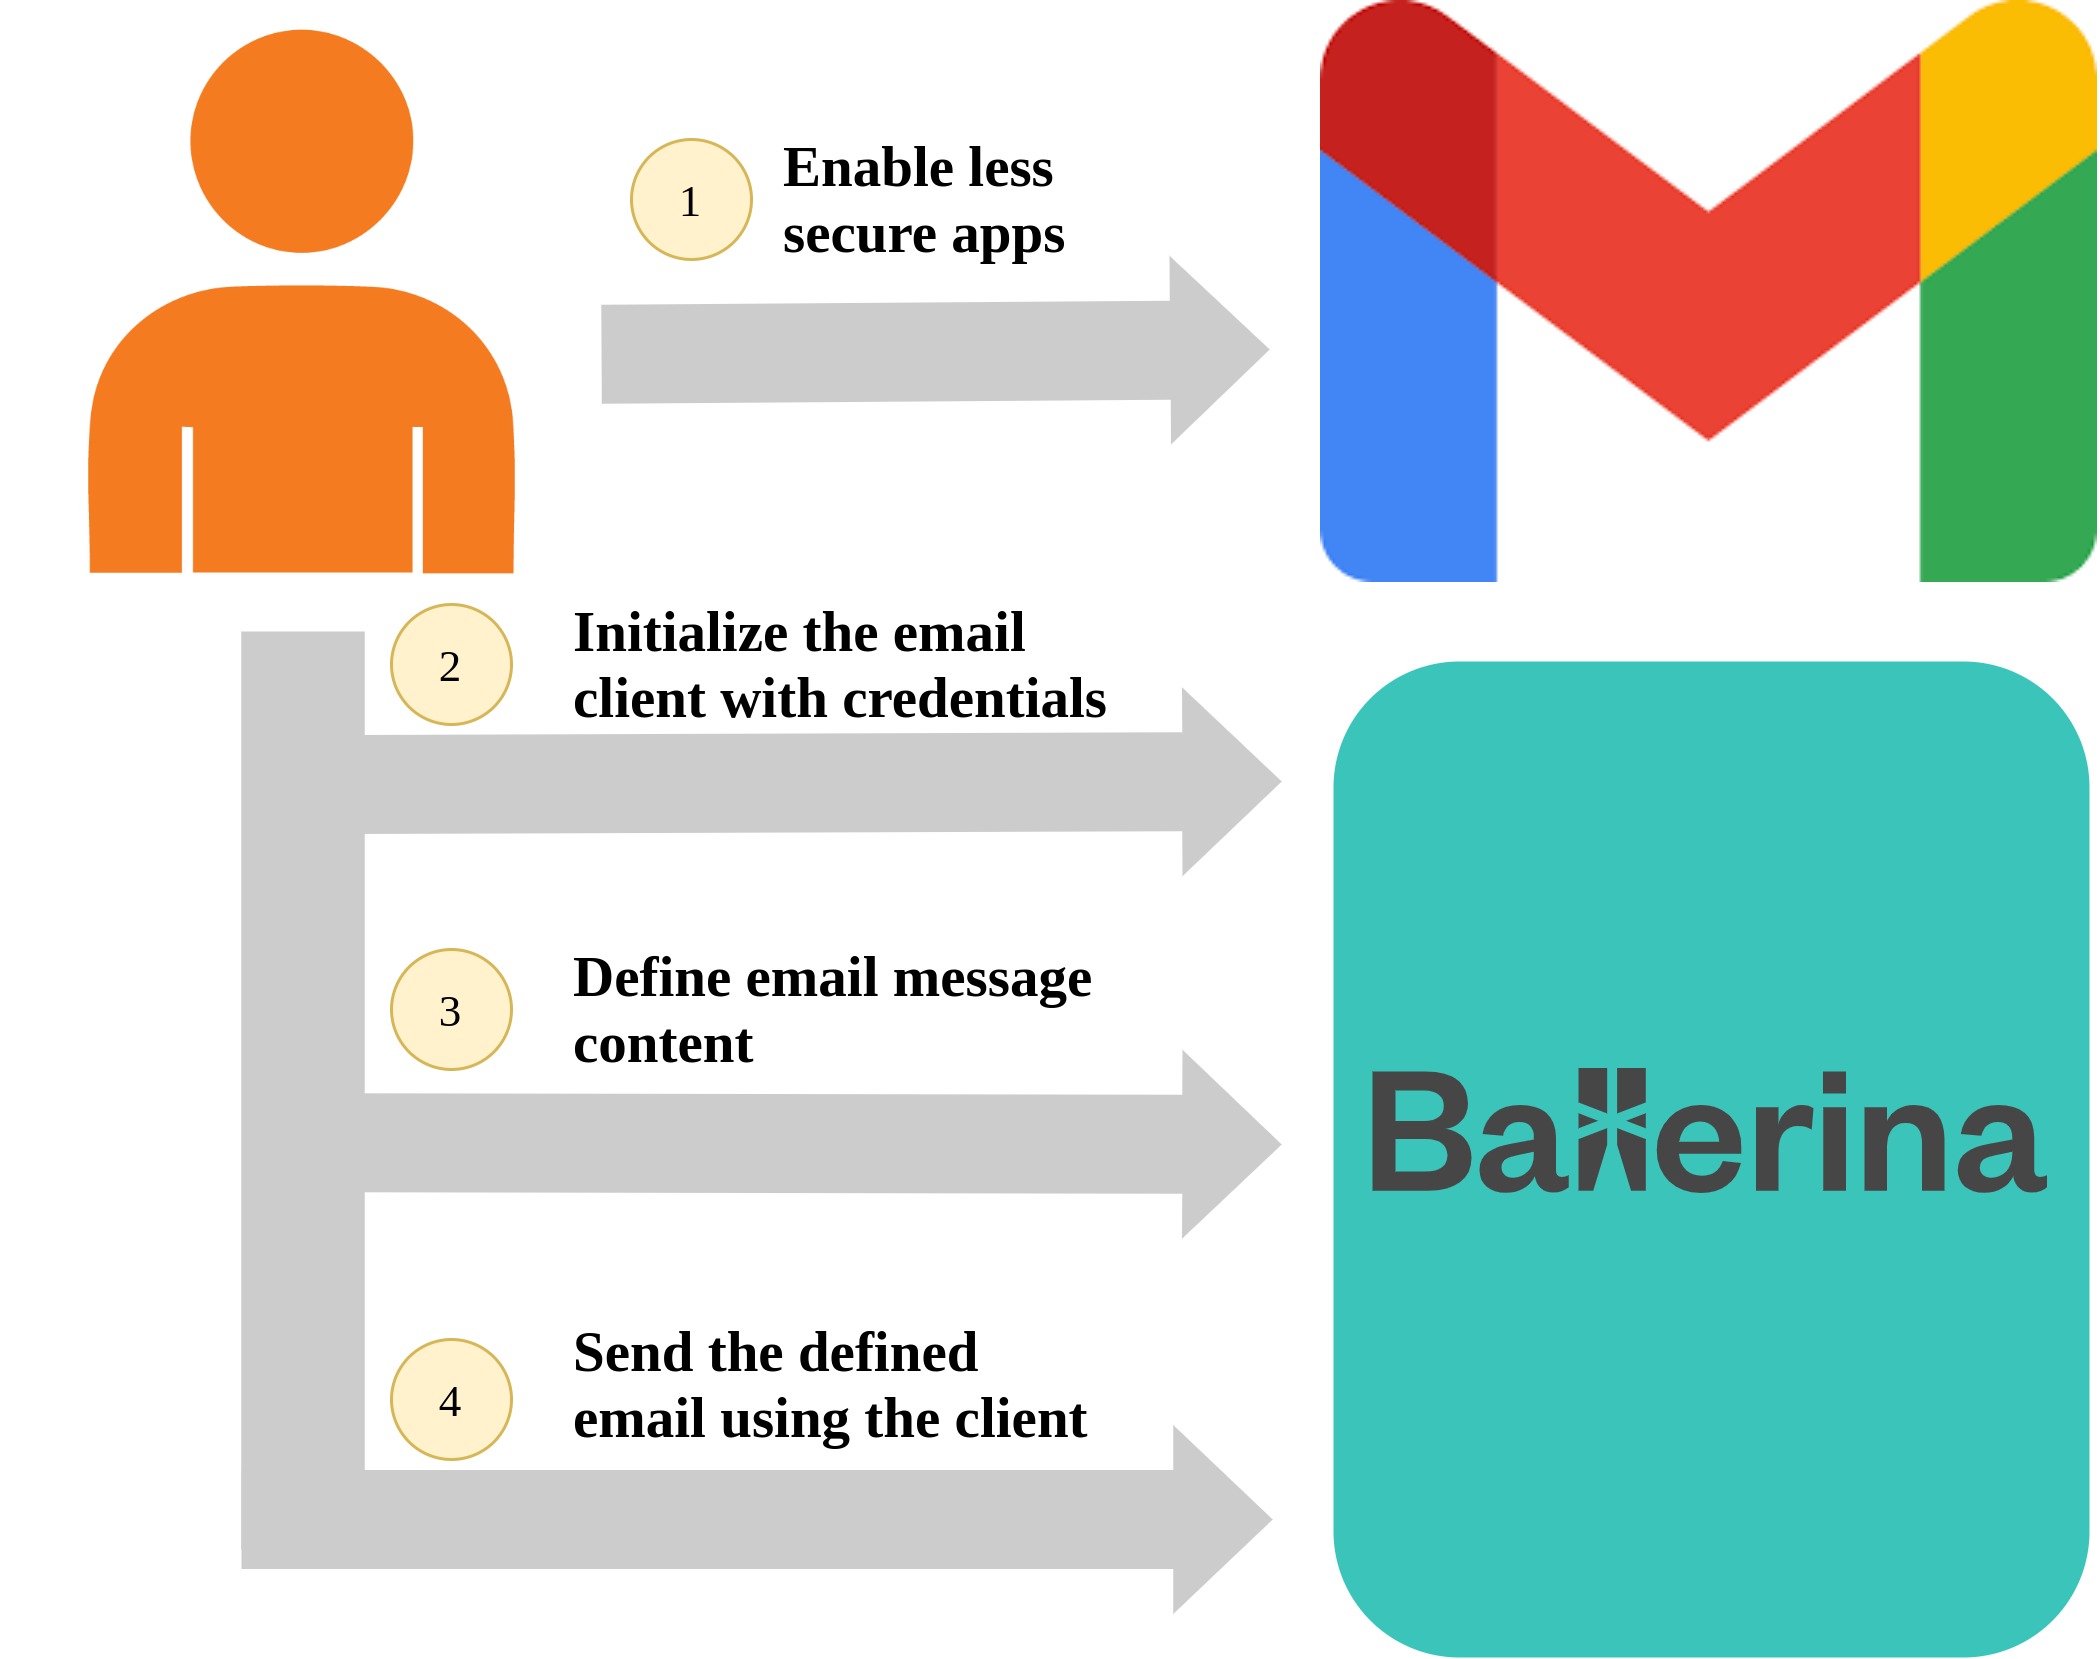 1
Enable less
secure apps
2
Initialize the email
client with credentials
3
Define email message
content
Ballerina
4
Send the defined
email using the client